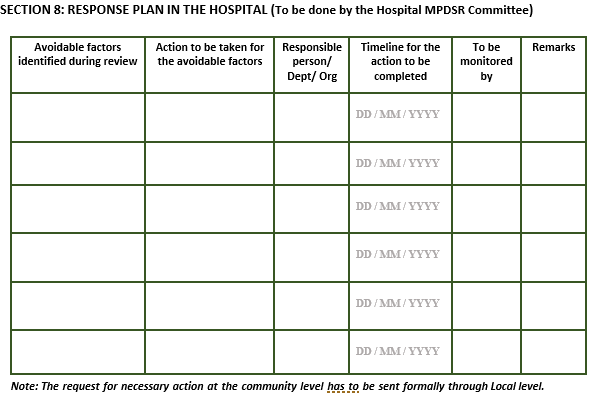 SECTION 8: RESPONSE PLAN IN THE HOSPITAL (To be done by the Hospital MPDSR Committee)
Avoidable factors identified during review
Action to be taken for the avoidable factors
Responsible person/ Dept/ Org
Timeline for the action to be completed
To be monitored by
Remarks
DD / MM / YYYY
DD / MM / YYYY
DD / MM / YYYY
DD / MM / YYYY
DD / MM / YYYY
DD / MM / YYYY
Note: The request for necessary action at the community level has to be sent formally through Local level.